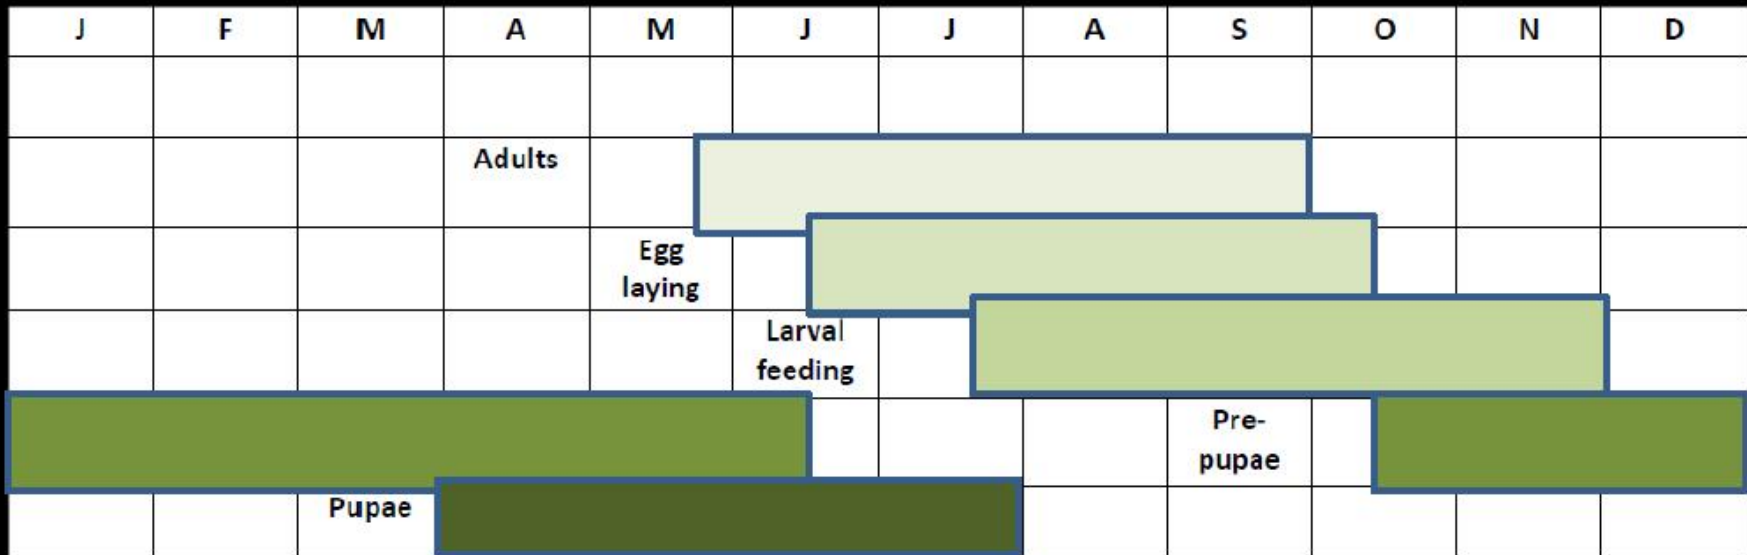 J F M A M J J A S O N D
Adults
Egg
laying
Larval
feeding
Pre-
pupae
Pupae